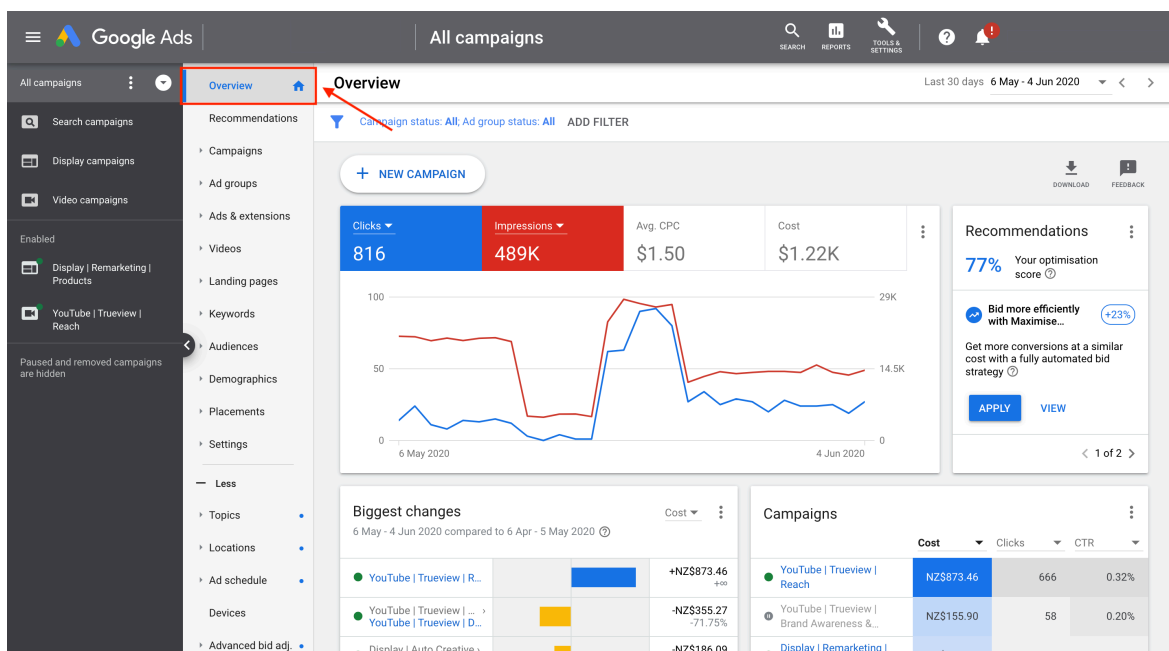 Google Ads
All campaigns
SEARCH
REPORTS
TOOLS &
SETTINGS
?
!
All campaigns
Search campaigns
Display campaigns
Video campaigns
Enabled
Display | Remarketing |
Products
YouTube | Trueview |
Reach
Paused and removed campaigns
are hidden
Overview
Recommendations
Campaigns
Ad groups
Ads & extensions
Videos
Landing pages
Keywords
Audiences
Demographics
Placements
Settings
Less
Topics
Locations
Ad schedule
Devices
Advanced bid adj.
Overview
Last 30 days 6 May - 4 Jun 2020
Campaign status: All; Ad group status: All ADD FILTER
+ NEW CAMPAIGN
DOWNLOAD
FEEDBACK
Clicks
816
Impressions
489K
Avg. CPC
$1.50
Cost
$1.22K
100
50
0
29K
14.5K
0
6 May 2020
4 Jun 2020
Recommendations
77% Your optimisation
score ?
Bid more efficiently
with Maximise...
+23%
Get more conversions at a similar
cost with a fully automated bid
strategy ?
APPLY VIEW
1 of 2
Biggest changes
Cost
6 May - 4 Jun 2020 compared to 6 Apr - 5 May 2020 ?
YouTube | Trueview | R...
+NZ$873.46
+∞
YouTube | Trueview | ...
YouTube | Trueview | D...
-NZ$355.27
-71.75%
Display | Auto Creative
-NZ$186.09
Campaigns
Cost Clicks CTR
YouTube | Trueview |
Reach
NZ$873.46 666 0.32%
YouTube | Trueview |
Brand Awareness &...
NZ$155.90 58 0.20%
Display | Remarketing |